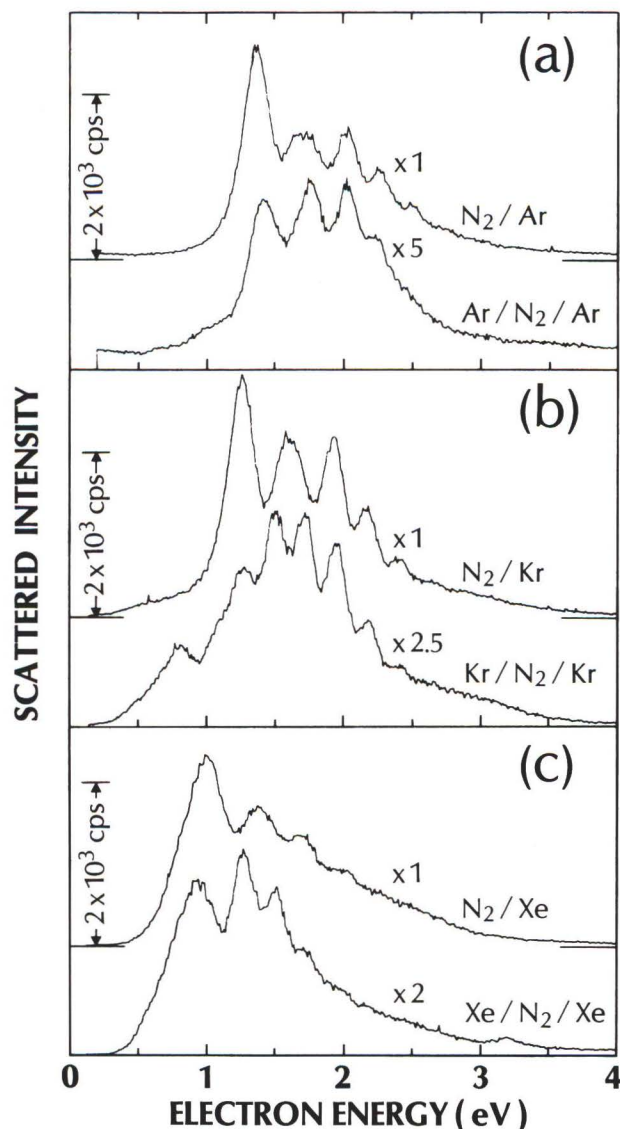 (a)
2 x 10³ cps
x1
N₂ / Ar
x5
Ar / N₂ / Ar
(b)
2 x 10³ cps
x1
N₂ / Kr
x 2.5
Kr / N₂ / Kr
(c)
2 x 10³ cps
x1
N₂ / Xe
x 2
Xe / N₂ / Xe
SCATTERED INTENSITY
0 1 2 3 4
ELECTRON ENERGY ( eV )